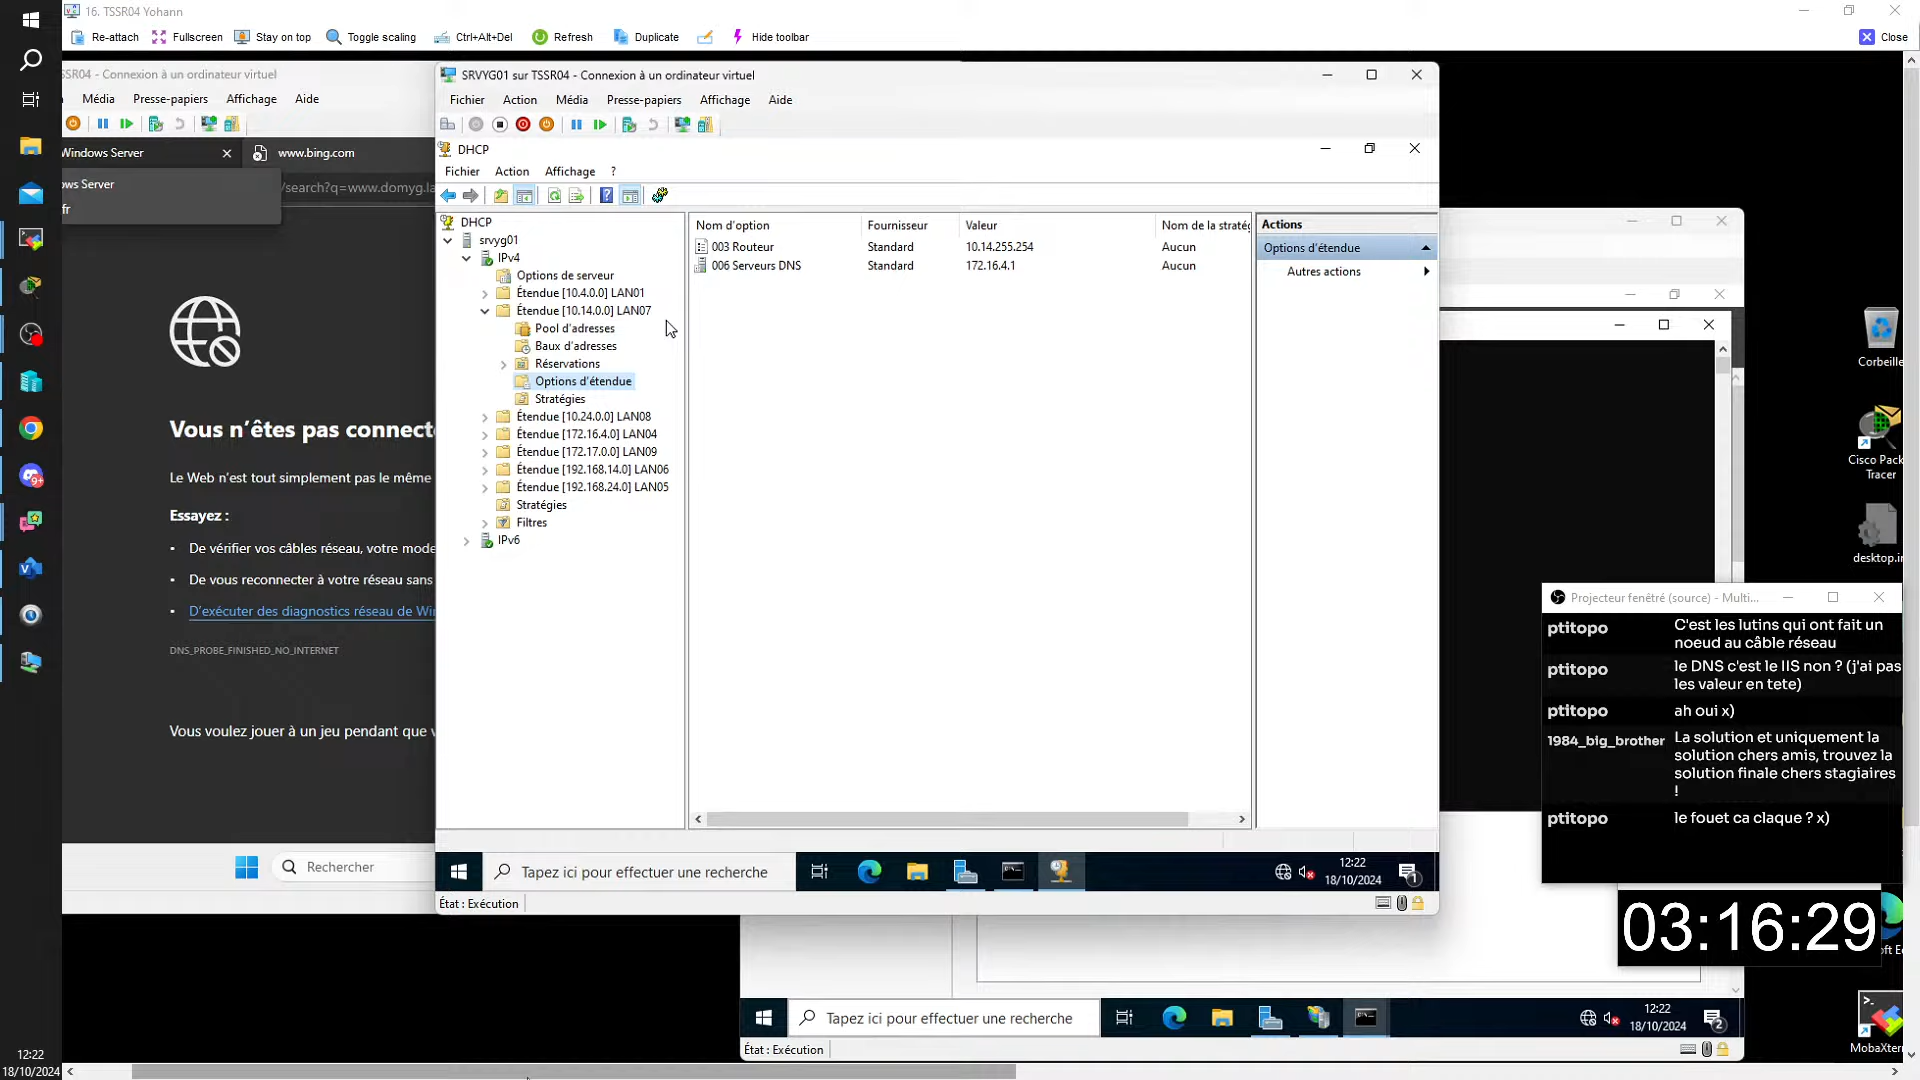 16. TSSR04 Yohann
Re-attach
Fullscreen
Stay on top
Toggle scaling
Ctrl+Alt+Del
Refresh
Duplicate
Hide toolbar
Close
SSR04 - Connexion à un ordinateur virtuel
Média
Presse-papiers
Affichage
Aide
Windows Server
www.bing.com
ows Server
/search?q=www.domyg.la
fr
Vous n'êtes pas connect
Le Web n'est tout simplement pas le même
Essayez :
• De vérifier vos câbles réseau, votre mode
• De vous reconnecter à votre réseau sans
• D'exécuter des diagnostics réseau de Wi
DNS_PROBE_FINISHED_NO_INTERNET
Vous voulez jouer à un jeu pendant que v
Rechercher
SRVYG01 sur TSSR04 - Connexion à un ordinateur virtuel
Fichier
Action
Média
Presse-papiers
Affichage
Aide
DHCP
Fichier
Action
Affichage
?
DHCP
srvyg01
IPv4
Options de serveur
Étendue [10.4.0.0] LAN01
Étendue [10.14.0.0] LAN07
Pool d'adresses
Baux d'adresses
Réservations
Options d'étendue
Stratégies
Étendue [10.24.0.0] LAN08
Étendue [172.16.4.0] LAN04
Étendue [172.17.0.0] LAN09
Étendue [192.168.14.0] LAN06
Étendue [192.168.24.0] LAN05
Stratégies
Filtres
IPv6
Nom d'option
Fournisseur
Valeur
Nom de la stratég
003 Routeur
Standard
10.14.255.254
Aucun
006 Serveurs DNS
Standard
172.16.4.1
Aucun
Actions
Options d'étendue
Autres actions
Tapez ici pour effectuer une recherche
12:22
18/10/2024
1
État : Exécution
Corbeille
Cisco Pack
Tracer
desktop.in
Projecteur fenêtré (source) - Multi...
ptitopo C'est les lutins qui ont fait un
noeud au câble réseau
ptitopo le DNS c'est le IIS non ? (j'ai pas
les valeur en tete)
ptitopo ah oui x)
1984_big_brother La solution et uniquement la
solution chers amis, trouvez la
solution finale chers stagiaires
!
ptitopo le fouet ca claque ? x)
03:16:29
oft E
MobaXter
Tapez ici pour effectuer une recherche
12:22
18/10/2024
2
État : Exécution
9+
12:22
18/10/2024